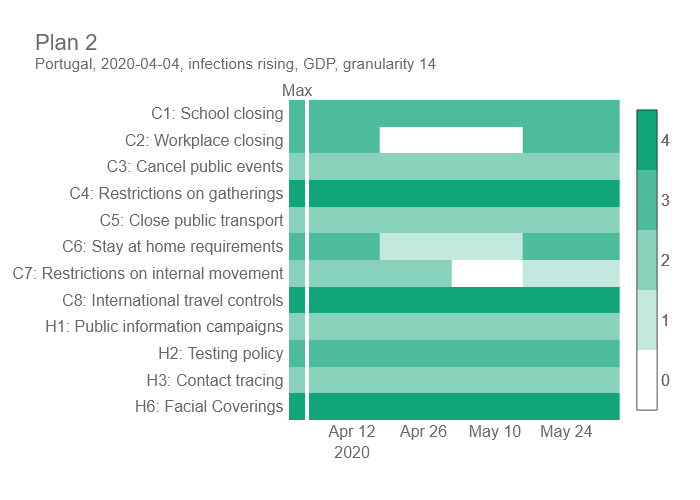 Plan 2
Portugal, 2020-04-04, infections rising, GDP, granularity 14
Max
C1: School closing
C2: Workplace closing
C3: Cancel public events
C4: Restrictions on gatherings
C5: Close public transport
C6: Stay at home requirements
C7: Restrictions on internal movement
C8: International travel controls
H1: Public information campaigns
H2: Testing policy
H3: Contact tracing
H6: Facial Coverings
Apr 12 Apr 26 May 10 May 24
2020
4
3
2
1
0